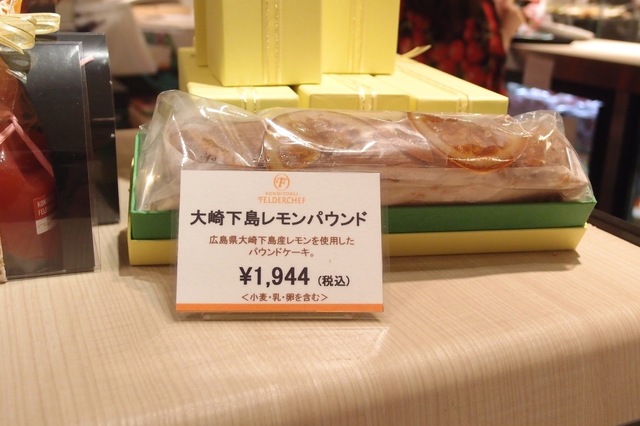 FELDERCHEF
大崎下島レモンパウンド
広島県大崎下島産レモンを使用した
パウンドケーキ。
¥1,944 (税込)
<小麦・乳・卵を含む>